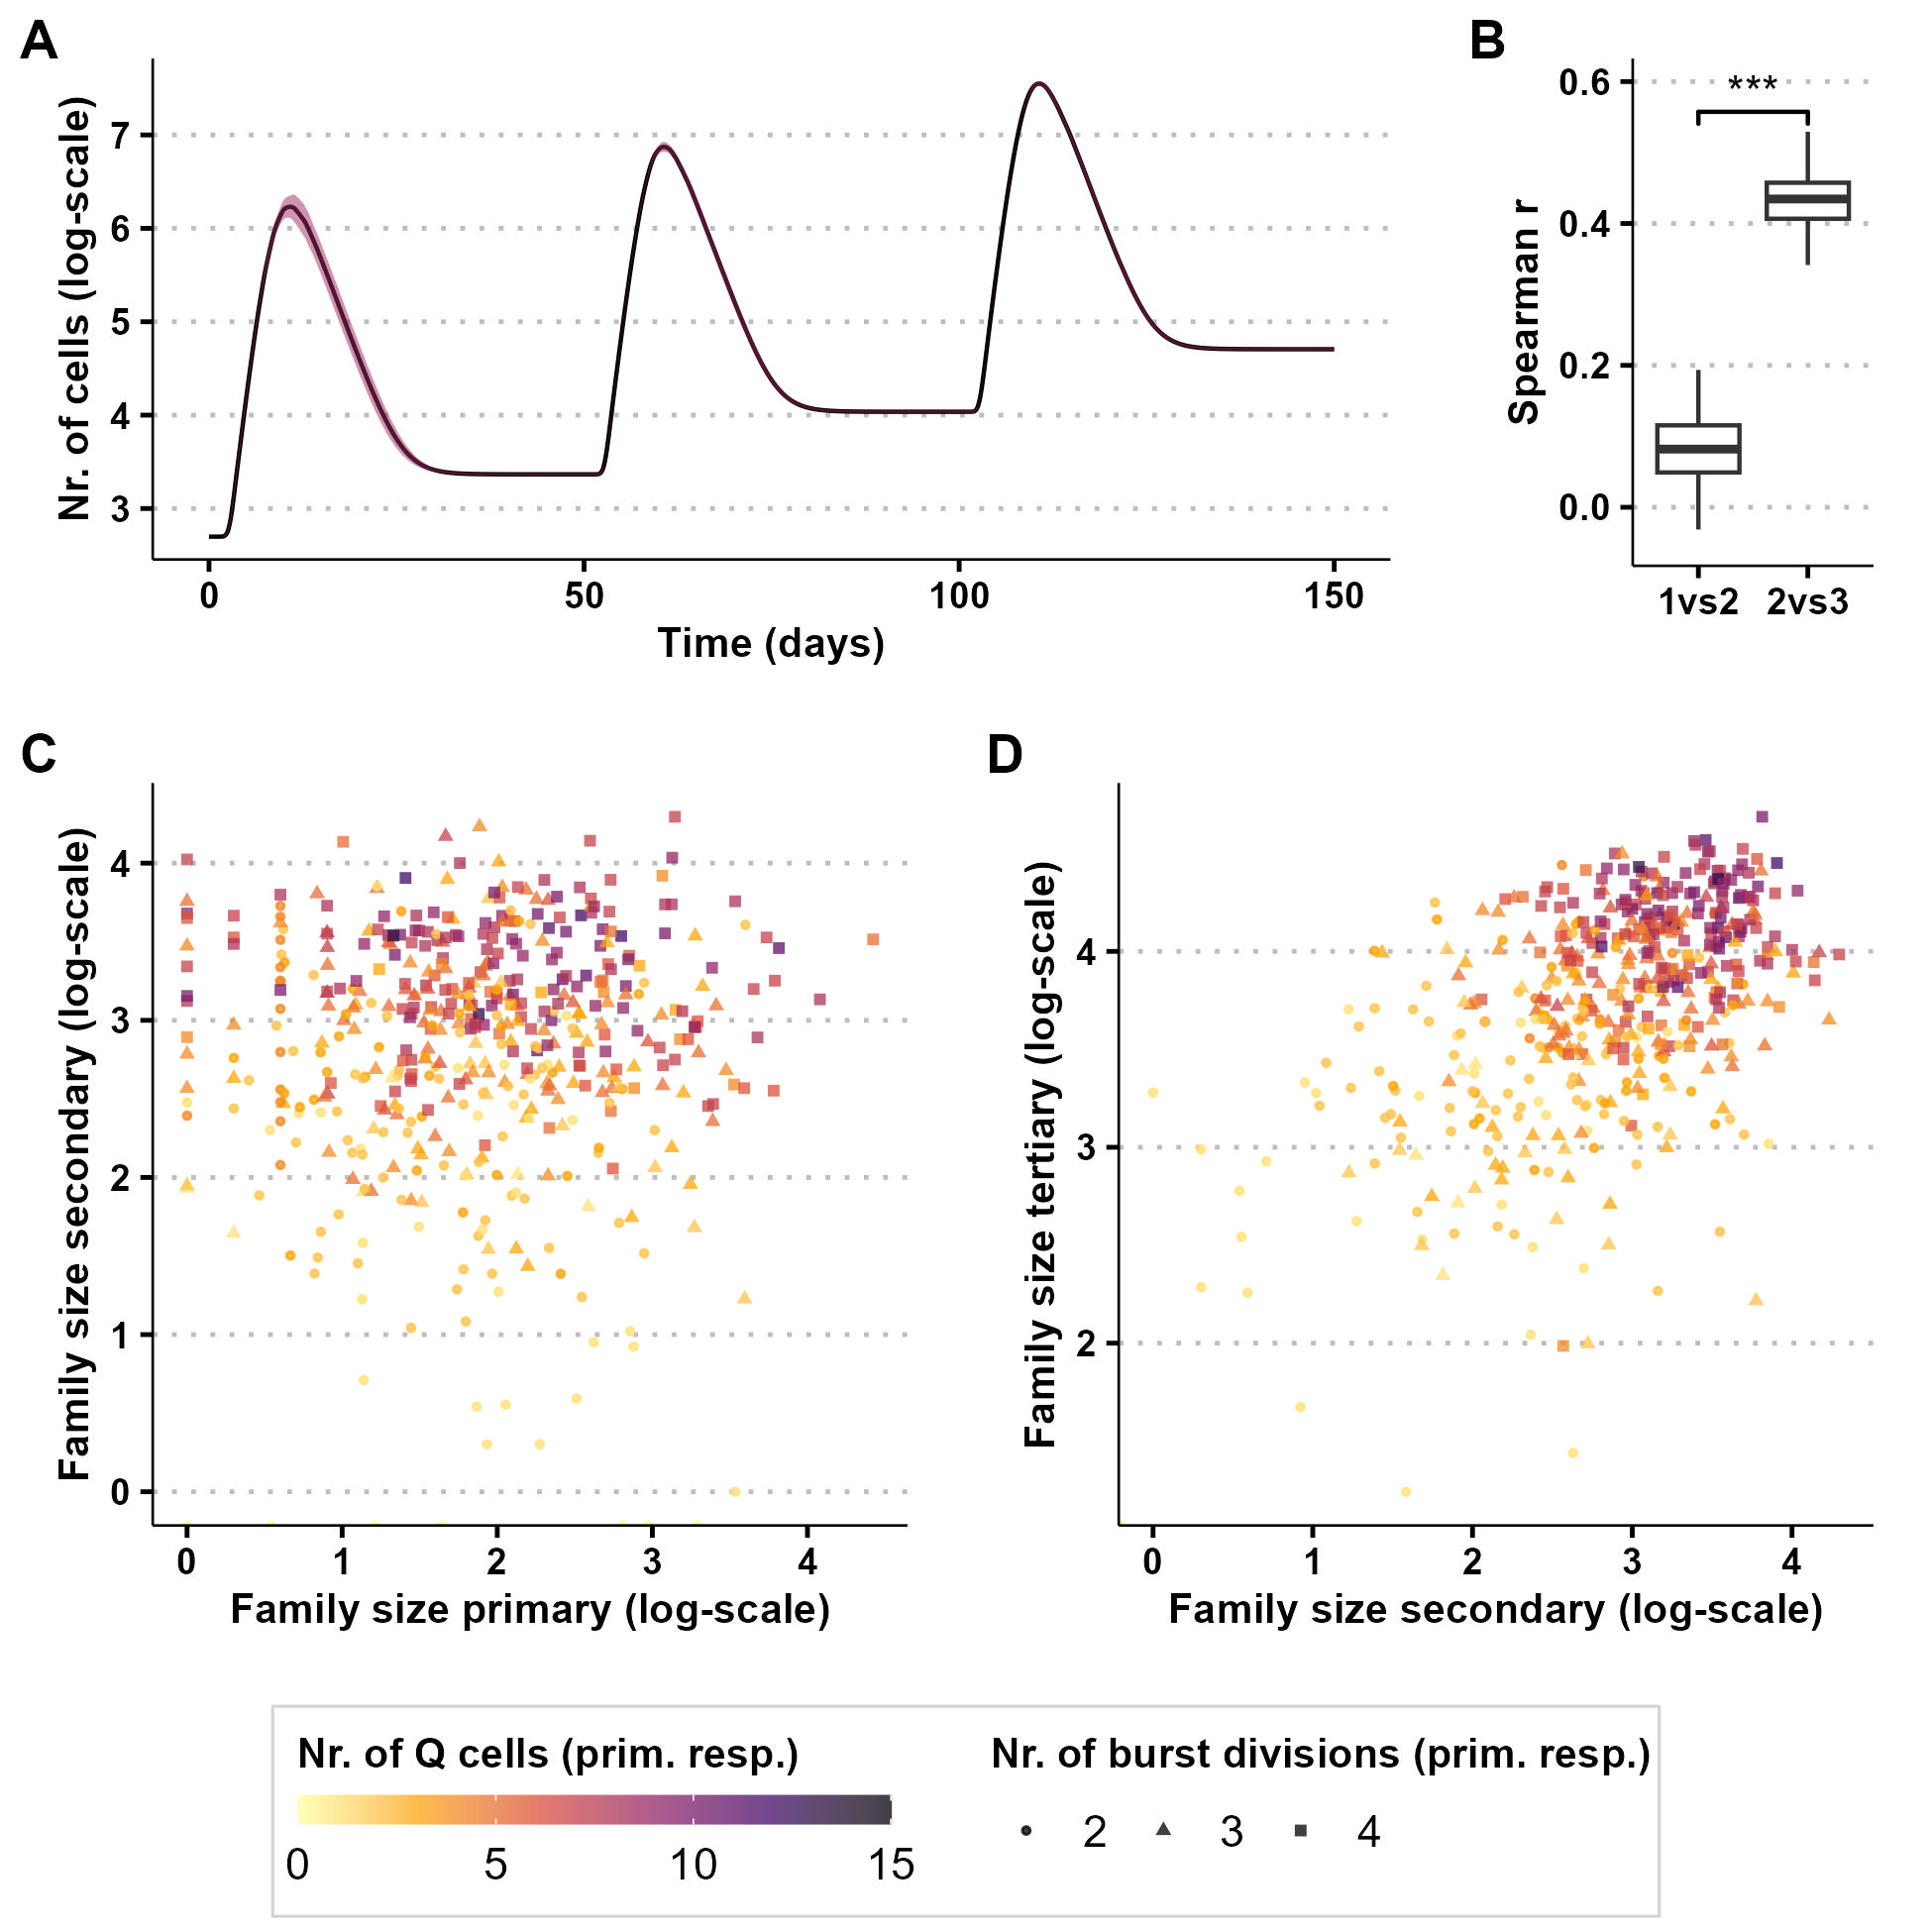 A
Nr. of cells (log-scale)
7
6
5
4
3
0 50 100 150
Time (days)
B
Spearman r
0.6
0.4
0.2
0.0
***
1vs2 2vs3
C
Family size secondary (log-scale)
4
3
2
1
0
0 1 2 3 4
Family size primary (log-scale)
D
Family size tertiary (log-scale)
4
3
2
0 1 2 3 4
Family size secondary (log-scale)
Nr. of Q cells (prim. resp.)
0 5 10 15
Nr. of burst divisions (prim. resp.)
2 3 4